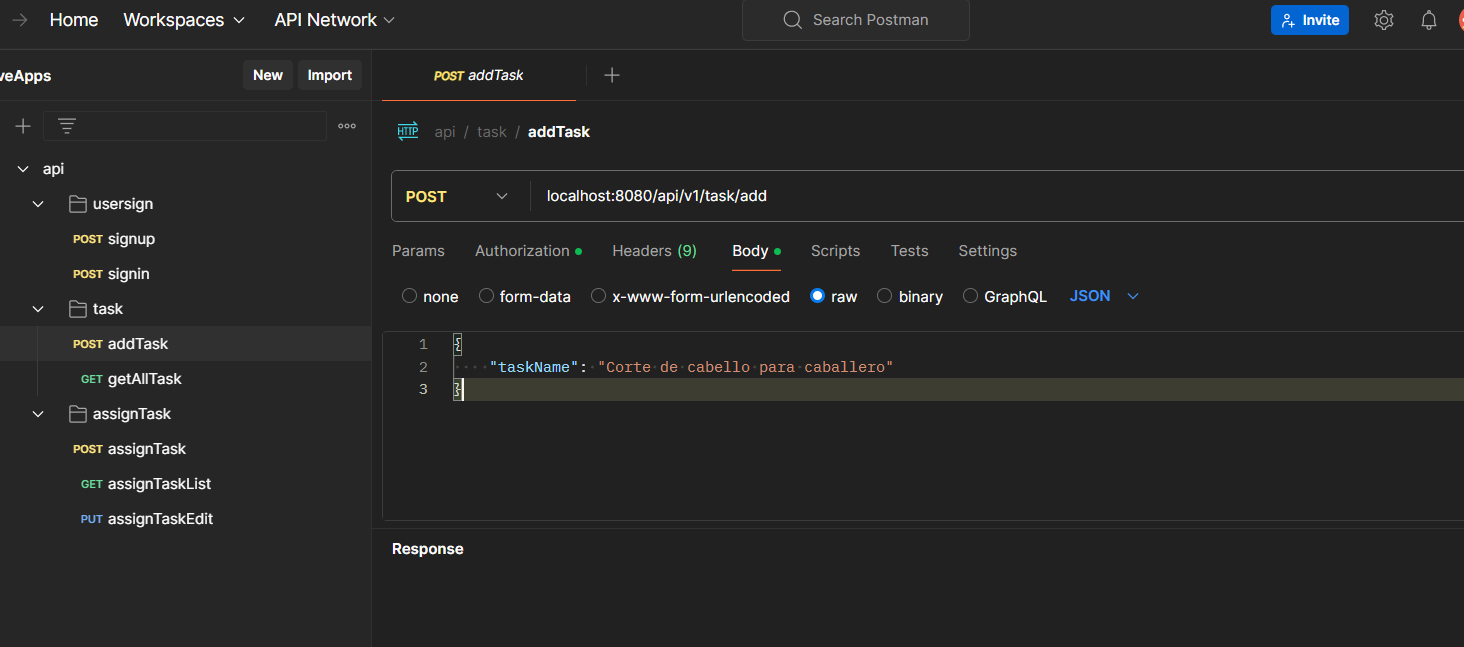 Home Workspaces API Network Search Postman Invite
veApps New Import
POST addTask
HTTP api / task / addTask
api
usersign
POST signup
POST signin
task
POST addTask
GET getAllTask
assignTask
POST assignTask
GET assignTaskList
PUT assignTaskEdit
POST localhost:8080/api/v1/task/add
Params Authorization Headers (9) Body Scripts Tests Settings
none form-data x-www-form-urlencoded raw binary GraphQL JSON
1 {
2 "taskName": "Corte de cabello para caballero"
3 }
Response